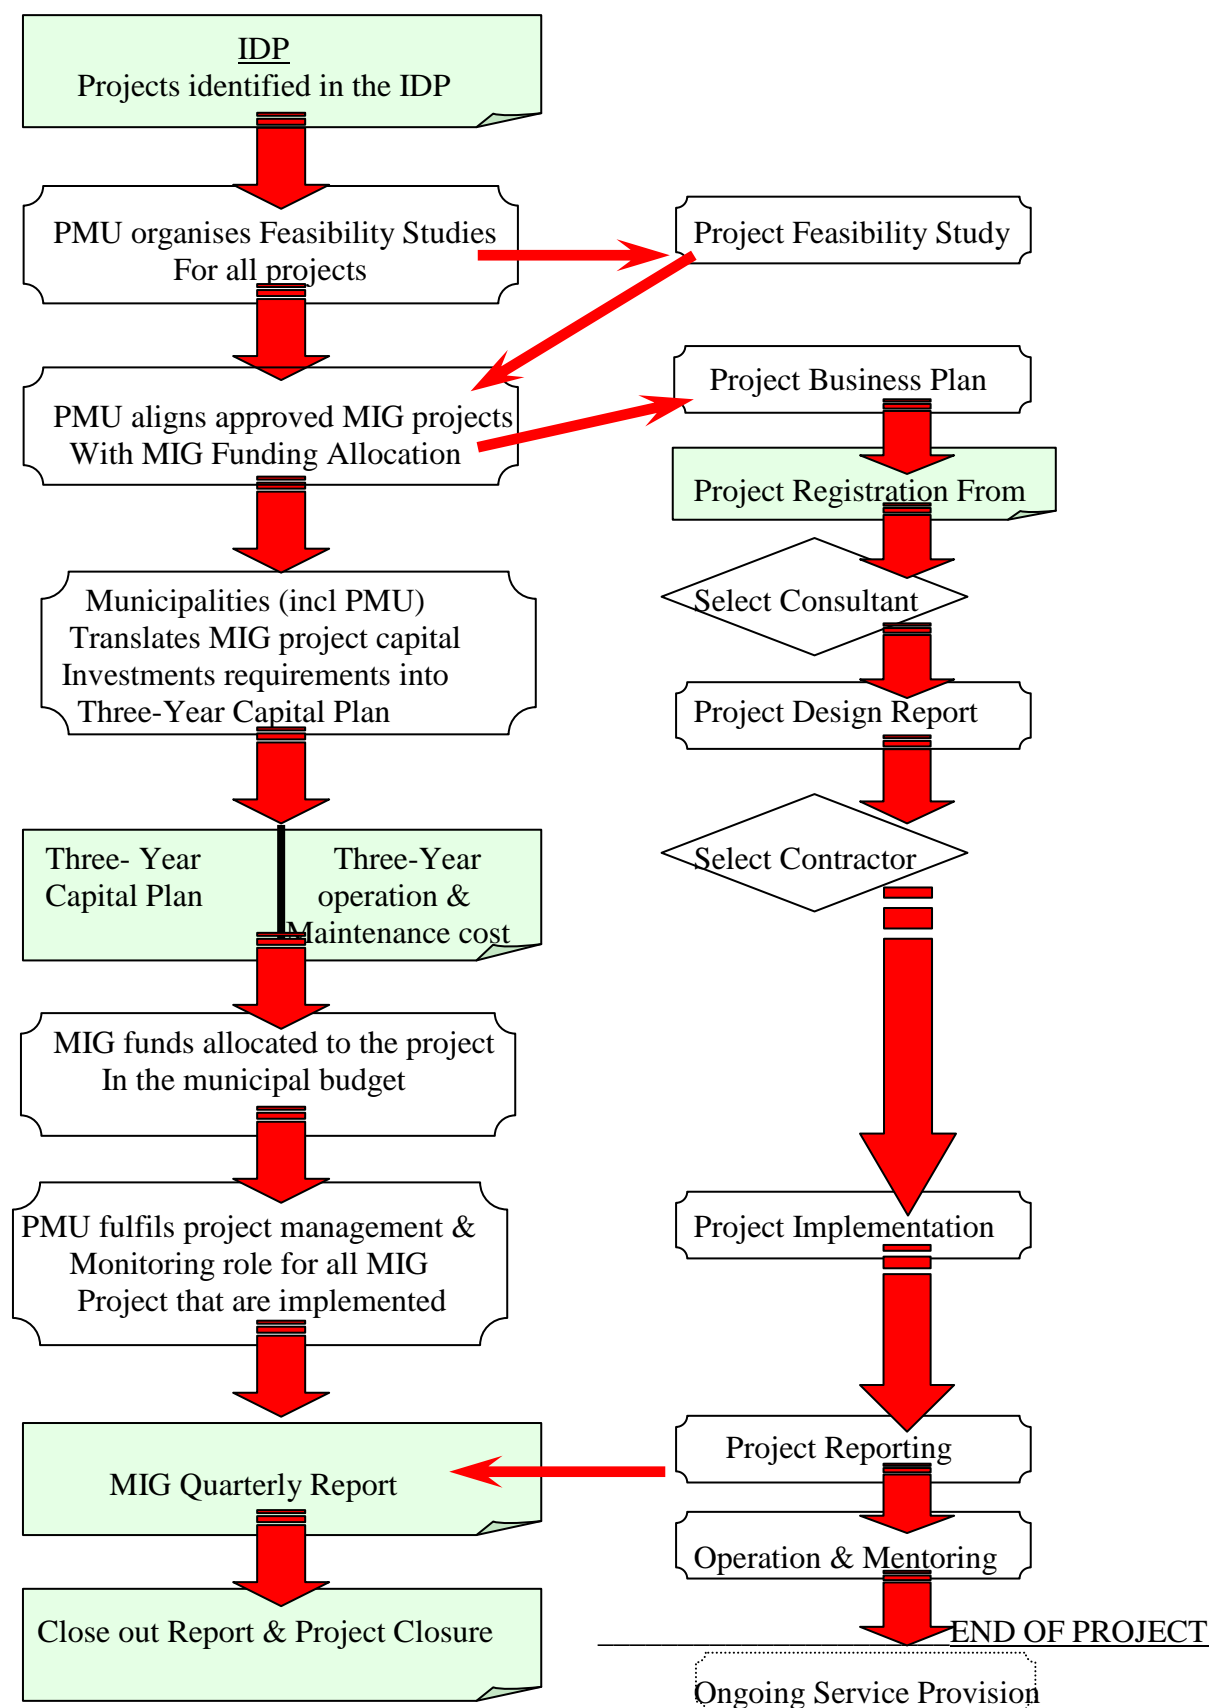 IDP
Projects identified in the IDP
PMU organises Feasibility Studies
For all projects
PMU aligns approved MIG projects
With MIG Funding Allocation
Municipalities (incl PMU)
Translates MIG project capital
Investments requirements into
Three-Year Capital Plan
Three- Year
Capital Plan
Three-Year
operation &
Maintenance cost
MIG funds allocated to the project
In the municipal budget
PMU fulfils project management &
Monitoring role for all MIG
Project that are implemented
MIG Quarterly Report
Close out Report & Project Closure
Project Feasibility Study
Project Business Plan
Project Registration From
Select Consultant
Project Design Report
Select Contractor
Project Implementation
Project Reporting
Operation & Mentoring
END OF PROJECT
Ongoing Service Provision